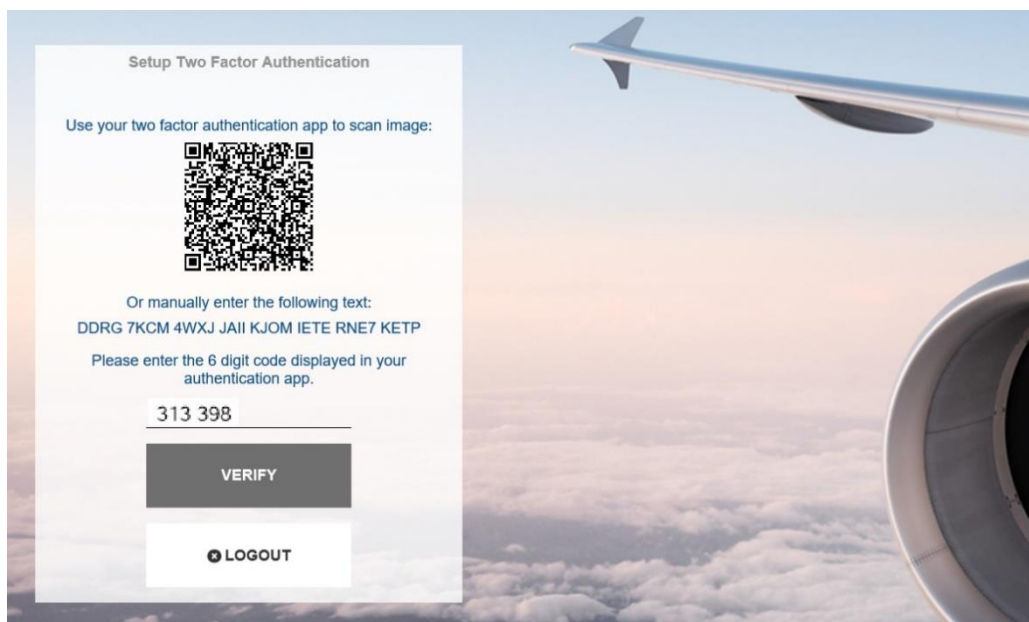 Setup Two Factor Authentication
Use your two factor authentication app to scan image:
Or manually enter the following text:
DDRG 7KCM 4WXJ JAII KJOM IETE RNE7 KETP
Please enter the 6 digit code displayed in your
authentication app.
313 398
VERIFY
LOGOUT